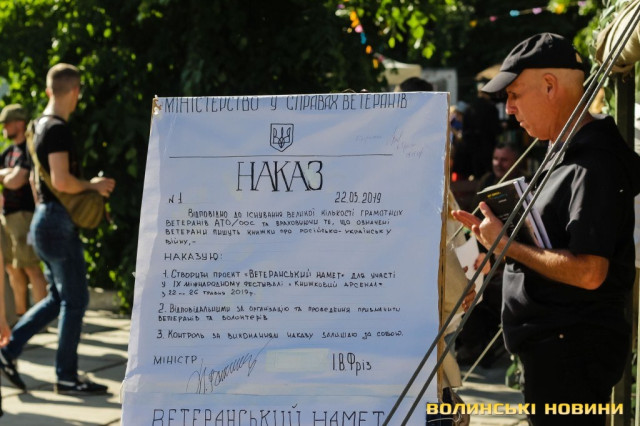 МІНІСТЕРСТВО У СПРАВАХ ВЕТЕРАНІВ
НАКАЗ
№1 22.05.2019
ВІДПОВІДНО ДО ІСНУВАННЯ ВЕЛИКОЇ КІЛЬКОСТІ ГРАМОТНИХ
ВЕТЕРАНІВ АТО/ООС ТА ВРАХОВУЮЧИ ТЕ, ЩО ОЗНАЧЕНІ
ВЕТЕРАНИ ПИШУТЬ КНИЖКИ ПРО РОСІЙСЬКО-УКРАЇНСЬКУ
ВІЙНУ,-
НАКАЗУЮ:
1. СТВОРИТИ ПРОЕКТ «ВЕТЕРАНСЬКИЙ НАМЕТ» ДЛЯ УЧАСТІ
У IX МІЖНАРОДНОМУ ФЕСТИВАЛІ «КНИЖКОВИЙ АРСЕНАЛ»
З 22 - 26 ТРАВНЯ 2019р.
2. ВІДПОВІДАЛЬНИМИ ЗА ОРГАНІЗАЦІЮ ТА ПРОВЕДЕННЯ ПРИЗНАЧИТИ
ВЕТЕРАНІВ ТА ВОЛОНТЕРІВ.
3. КОНТРОЛЬ ЗА ВИКОНАННЯМ НАКАЗУ ЗАЛИШАЮ ЗА СОБОЮ.
МІНІСТР І.В.Фріз
ВЕТЕРАНСЬКИЙ НАМЕТ
ВОЛИНСЬКІ НОВИНИ